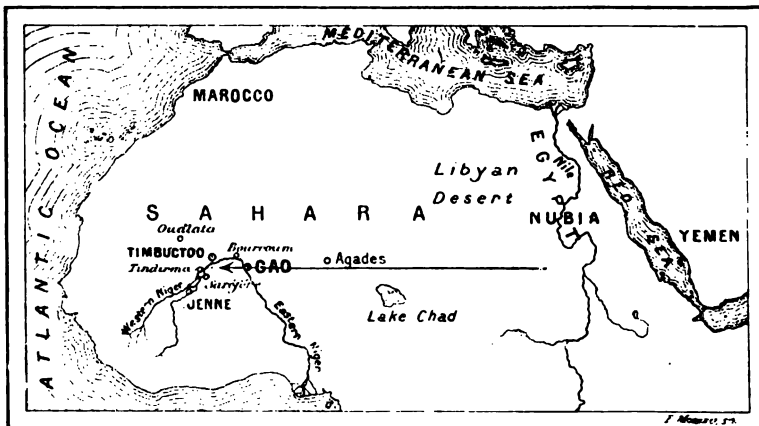 MEDITERRANEAN SEA
ATLANTIC OCEAN
MAROCCO
EGYPT
Nile
Libyan
Desert
SAHARA
RED SEA
NUBIA
YEMEN
Oudlata
TIMBUCTOO
Bourroum
Tindirma
GAO
Agades
JENNE
Western Niger
Eastern Niger
Lake Chad